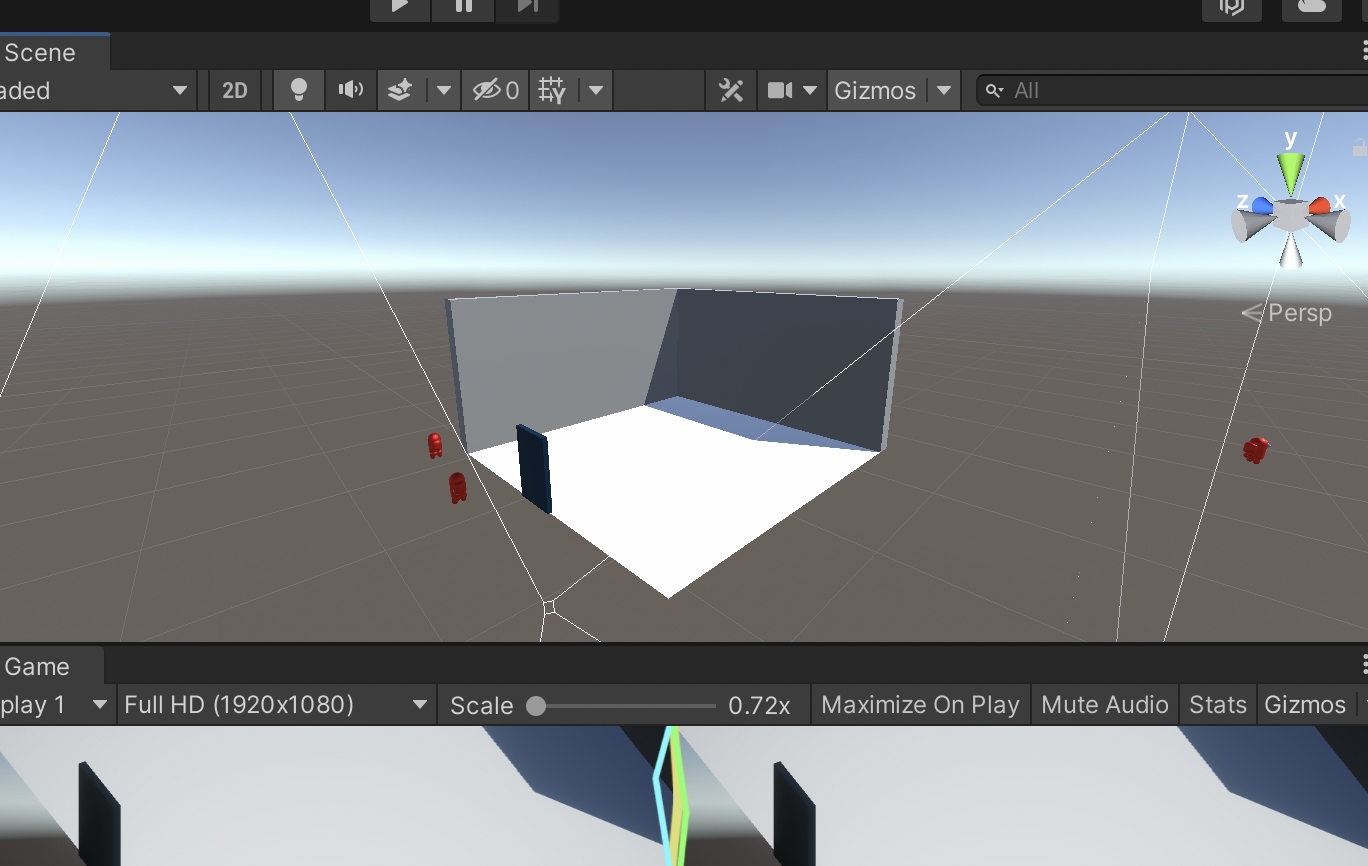 Scene
aded 2D 0 Gizmos All
y
z x
Persp
Game
play 1 Full HD (1920x1080) Scale 0.72x Maximize On Play Mute Audio Stats Gizmos